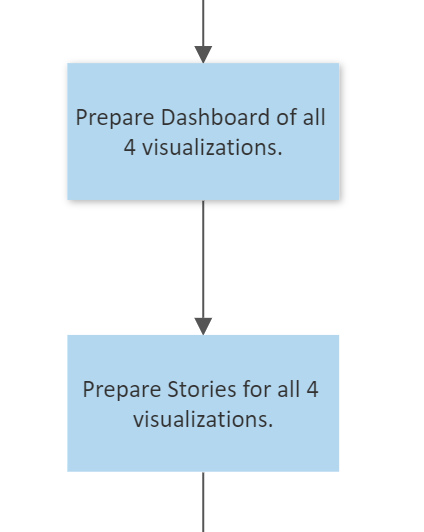 Prepare Dashboard of all
4 visualizations.
Prepare Stories for all 4
visualizations.